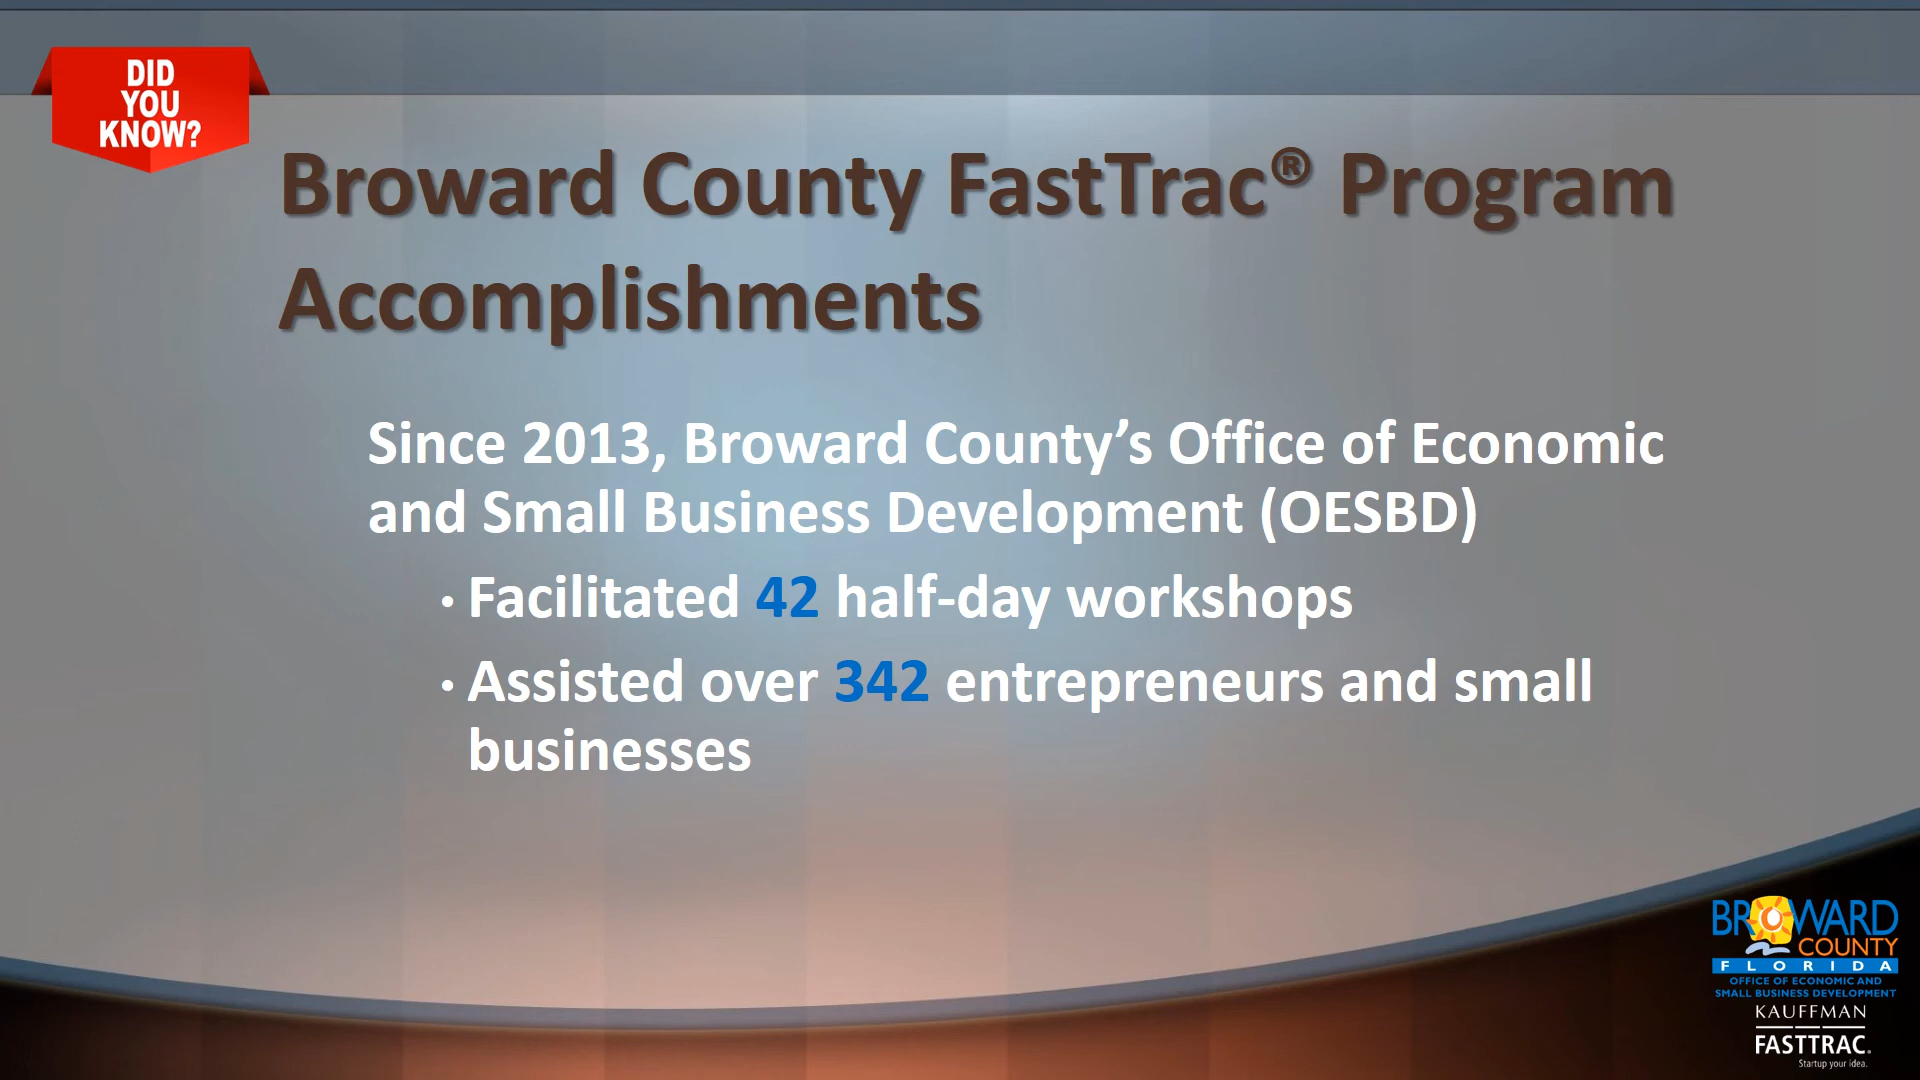 DID
YOU
KNOW?
Broward County FastTrac® Program
Accomplishments
Since 2013, Broward County’s Office of Economic
and Small Business Development (OESBD)
• Facilitated 42 half-day workshops
• Assisted over 342 entrepreneurs and small
businesses
BROWARD
COUNTY
FLORIDA
OFFICE OF ECONOMIC AND
SMALL BUSINESS DEVELOPMENT
KAUFFMAN
FASTTRAC®
Startup your idea.